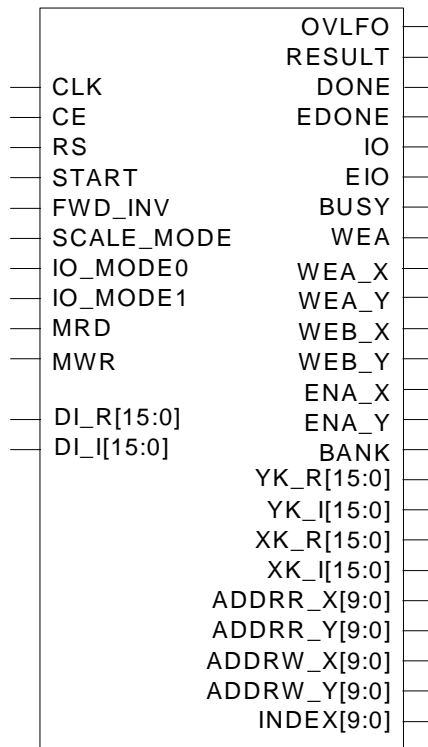 OVLFO
RESULT
CLK DONE
CE EDONE
RS IO
START EIO
FWD_INV BUSY
SCALE_MODE WEA
IO_MODE0 WEA_X
IO_MODE1 WEA_Y
MRD WEB_X
MWR WEB_Y
ENA_X
DI_R[15:0] ENA_Y
DI_I[15:0] BANK
YK_R[15:0]
YK_I[15:0]
XK_R[15:0]
XK_I[15:0]
ADDRR_X[9:0]
ADDRR_Y[9:0]
ADDRW_X[9:0]
ADDRW_Y[9:0]
INDEX[9:0]